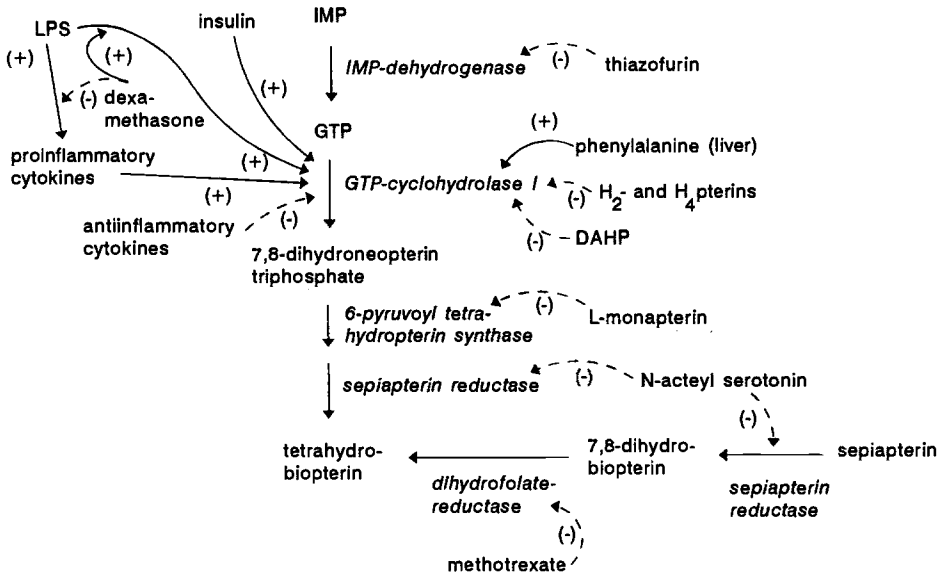 IMP
LPS
insulin
(+)
(+)
IMP-dehydrogenase
(-)
thiazofurin
(-)
dexa-
methasone
(+)
GTP
(+)
proinflammatory
cytokines
(+)
phenylalanine (liver)
(+)
GTP-cyclohydrolase I
(-)
H2- and H4pterins
antiinflammatory
cytokines
(-)
(-)
DAHP
7,8-dihydroneopterin
triphosphate
6-pyruvoyl tetra-
hydropterin synthase
(-)
L-monapterin
sepiapterin reductase
(-)
N-acteyl serotonin
(-)
tetrahydro-
biopterin
7,8-dihydro-
biopterin
sepiapterin
dihydrofolate-
reductase
sepiapterin
reductase
(-)
methotrexate